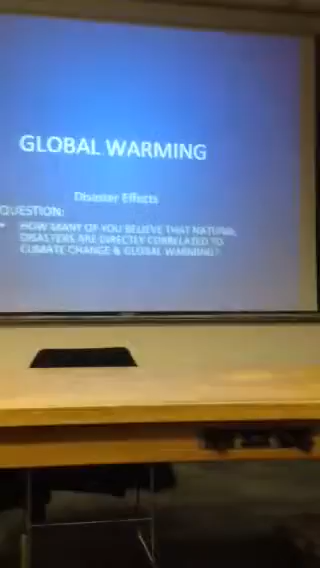 GLOBAL WARMING
Disaster Effects
QUESTION:
• HOW MANY OF YOU BELIEVE THAT NATURAL
DISASTERS ARE DIRECTLY CORRELATED TO
CLIMATE CHANGE & GLOBAL WARMING?